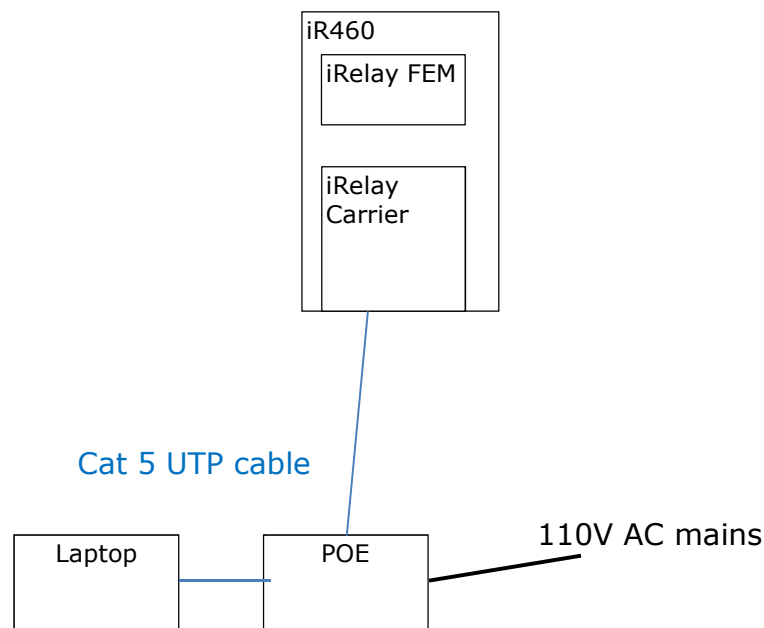 iR460
iRelay FEM
iRelay
Carrier
Cat 5 UTP cable
110V AC mains
Laptop
POE